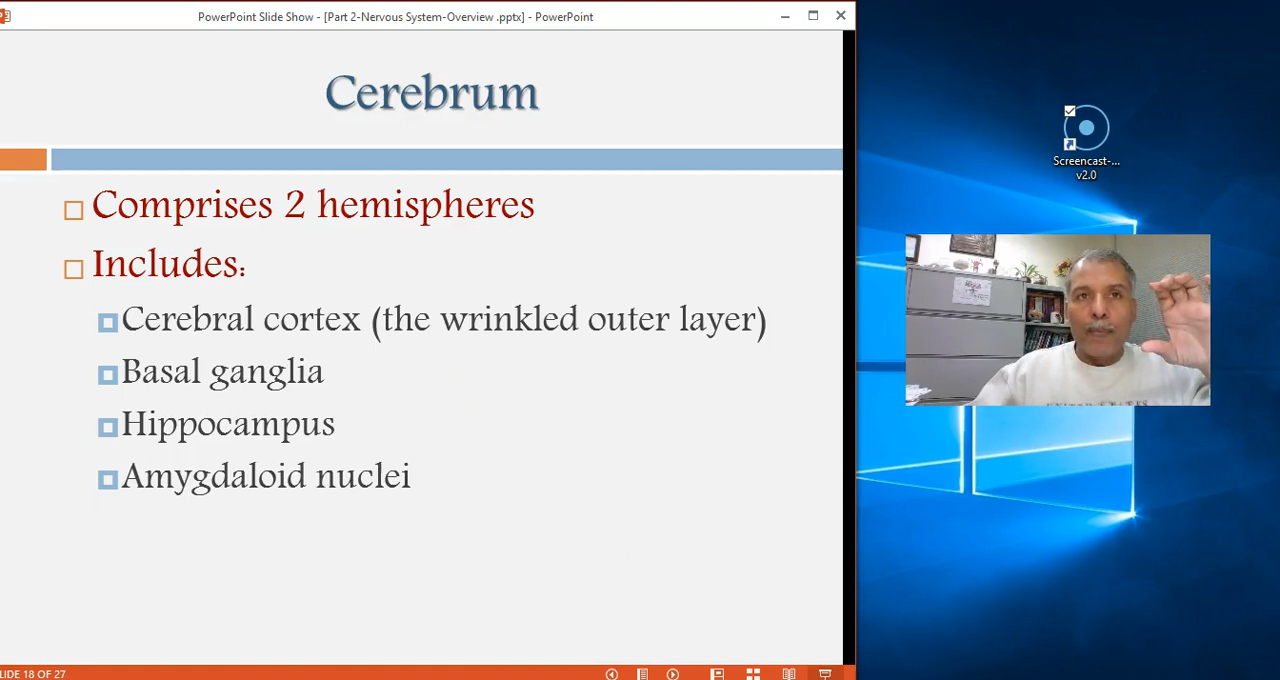 PowerPoint Slide Show - [Part 2-Nervous System-Overview .pptx] - PowerPoint
Cerebrum
Comprises 2 hemispheres
Includes:
Cerebral cortex (the wrinkled outer layer)
Basal ganglia
Hippocampus
Amygdaloid nuclei
LIDE 18 OF 27
Screencast-...
v2.0